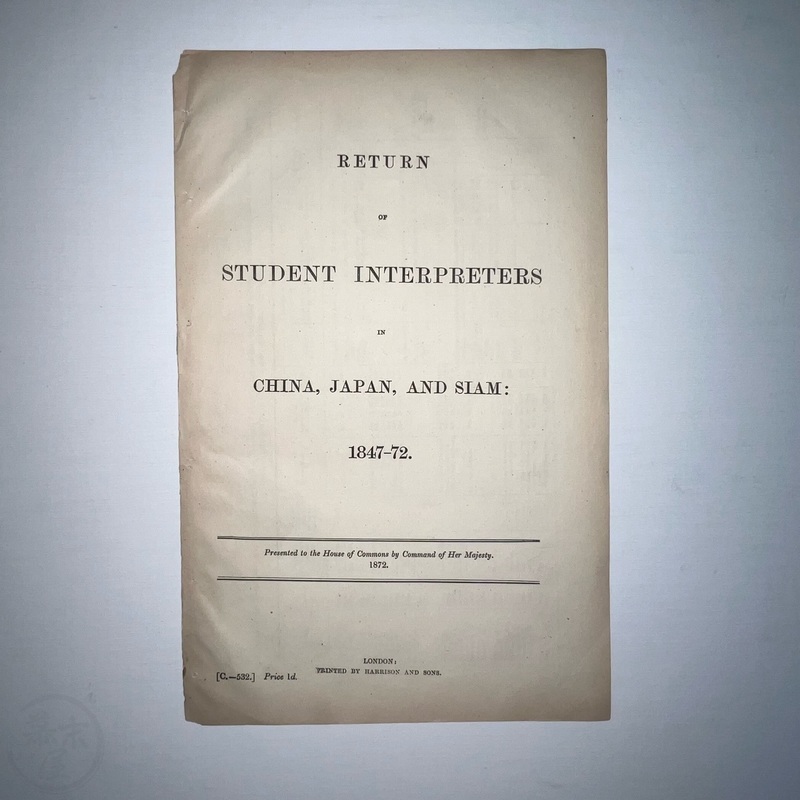 RETURN
OF
STUDENT INTERPRETERS
IN
CHINA, JAPAN, AND SIAM:
1847-72.
Presented to the House of Commons by Command of Her Majesty.
1872.
LONDON:
PRINTED BY HARRISON AND SONS.
[C.—532.] Price 1d.